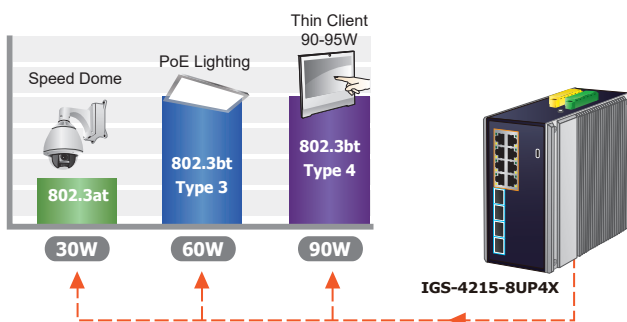 Thin Client
90-95W
PoE Lighting
Speed Dome
802.3at
802.3bt
Type 3
802.3bt
Type 4
30W
60W
90W
IGS-4215-8UP4X